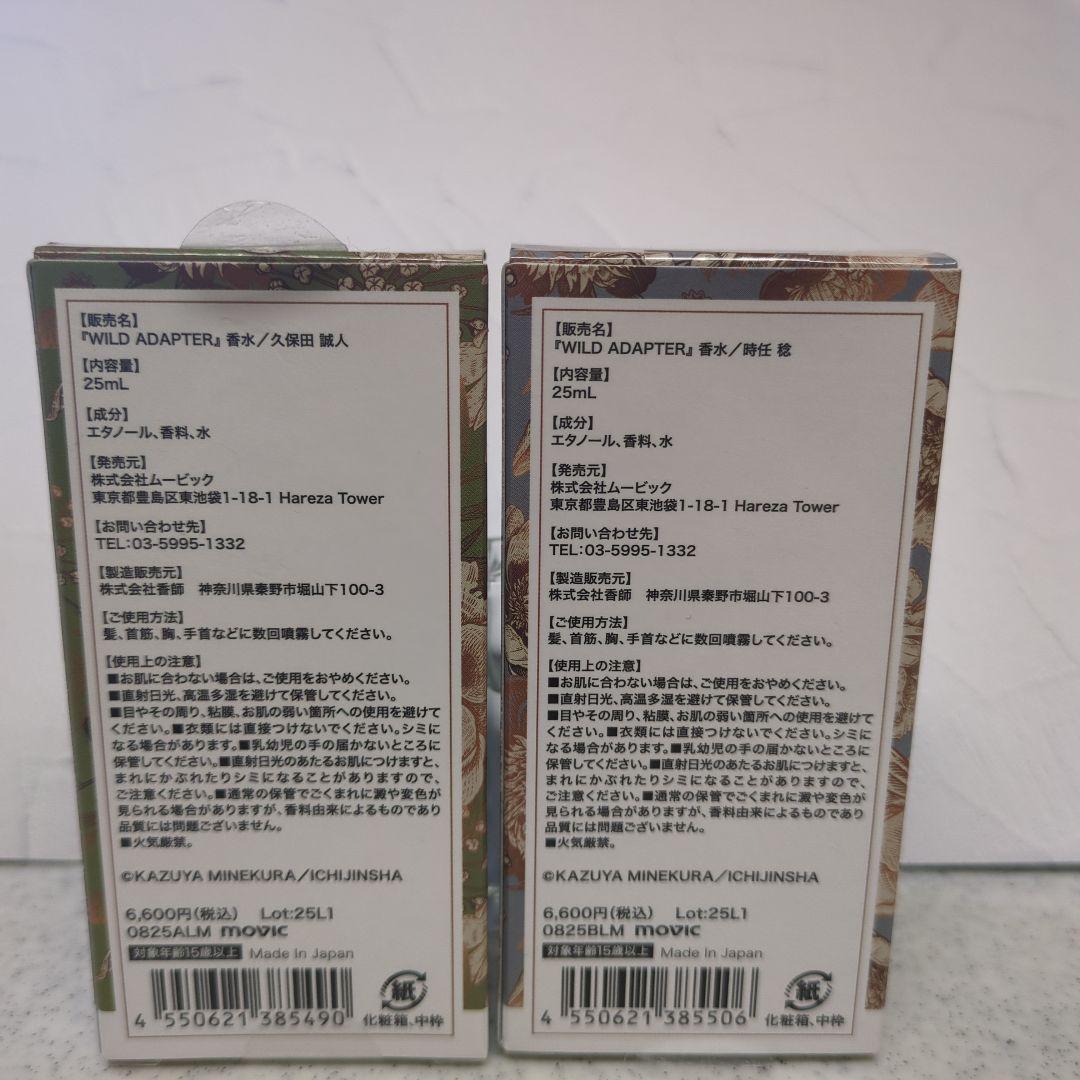 【販売名】
『WILD ADAPTER』香水／久保田 誠人
【内容量】
25mL
【成分】
エタノール、香料、水
【発売元】
株式会社ムービック
東京都豊島区東池袋1-18-1 Hareza Tower
【お問い合わせ先】
TEL:03-5995-1332
【製造販売元】
株式会社香師　神奈川県秦野市堀山下100-3
【ご使用方法】
髪、首筋、胸、手首などに数回噴霧してください。
【使用上の注意】
■お肌に合わない場合は、ご使用をおやめください。
■直射日光、高温多湿を避けて保管してください。
■目やその周り、粘膜、お肌の弱い箇所への使用を避けて
ください。■衣類には直接つけないでください。シミに
なる場合があります。■乳幼児の手の届かないところに
保管してください。■直射日光のあたるお肌につけますと、
まれにかぶれたりシミになることがありますので、
ご注意ください。■通常の保管でごくまれに澱や変色が
見られる場合がありますが、香料由来によるものであり
品質には問題ございません。
■火気厳禁。
©KAZUYA MINEKURA／ICHIJINSHA
6,600円(税込)　Lot:25L1
0825ALM movic
対象年齢15歳以上 Made In Japan
紙
4 550621 385490
化粧箱、中枠
【販売名】
『WILD ADAPTER』香水／時任 稔
【内容量】
25mL
【成分】
エタノール、香料、水
【発売元】
株式会社ムービック
東京都豊島区東池袋1-18-1 Hareza Tower
【お問い合わせ先】
TEL:03-5995-1332
【製造販売元】
株式会社香師　神奈川県秦野市堀山下100-3
【ご使用方法】
髪、首筋、胸、手首などに数回噴霧してください。
【使用上の注意】
■お肌に合わない場合は、ご使用をおやめください。
■直射日光、高温多湿を避けて保管してください。
■目やその周り、粘膜、お肌の弱い箇所への使用を避けて
ください。■衣類には直接つけないでください。シミに
なる場合があります。■乳幼児の手の届かないところに
保管してください。■直射日光のあたるお肌につけますと、
まれにかぶれたりシミになることがありますので、
ご注意ください。■通常の保管でごくまれに澱や変色が
見られる場合がありますが、香料由来によるものであり
品質には問題ございません。
■火気厳禁。
©KAZUYA MINEKURA／ICHIJINSHA
6,600円(税込)　Lot:25L1
0825BLM movic
対象年齢15歳以上 Made In Japan
紙
4 550621 385506
化粧箱、中枠